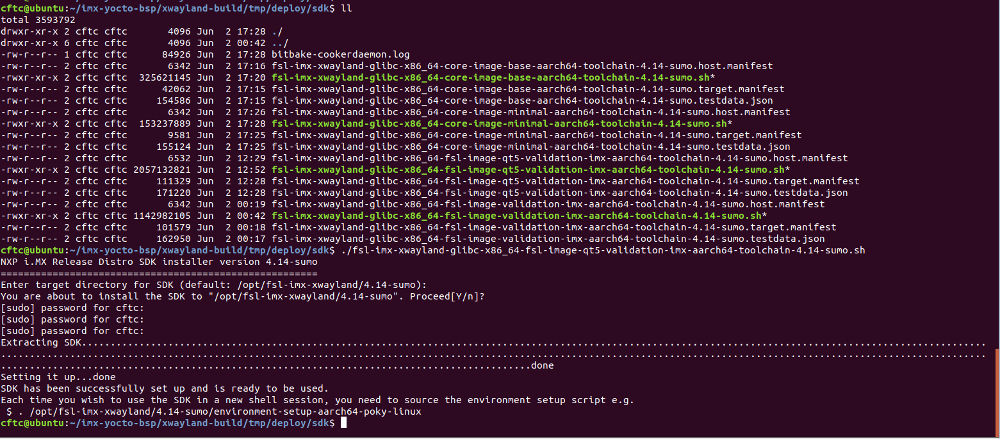 cftc@ubuntu:~/imx-yocto-bsp/xwayland-build/tmp/deploy/sdk$ ll
total 3593792
drwxr-xr-x 2 cftc cftc       4096 Jun  2 17:28 ./
drwxr-xr-x 6 cftc cftc       4096 Jun  2 00:42 ../
-rw-r--r-- 1 cftc cftc      84926 Jun  2 17:28 bitbake-cookerdaemon.log
-rw-r--r-- 2 cftc cftc       6342 Jun  2 17:16 fsl-imx-xwayland-glibc-x86_64-core-image-base-aarch64-toolchain-4.14-sumo.host.manifest
-rwxr-xr-x 2 cftc cftc  325621145 Jun  2 17:20 fsl-imx-xwayland-glibc-x86_64-core-image-base-aarch64-toolchain-4.14-sumo.sh*
-rw-r--r-- 2 cftc cftc      42062 Jun  2 17:15 fsl-imx-xwayland-glibc-x86_64-core-image-base-aarch64-toolchain-4.14-sumo.target.manifest
-rw-r--r-- 2 cftc cftc     154586 Jun  2 17:15 fsl-imx-xwayland-glibc-x86_64-core-image-base-aarch64-toolchain-4.14-sumo.testdata.json
-rw-r--r-- 2 cftc cftc       6342 Jun  2 17:26 fsl-imx-xwayland-glibc-x86_64-core-image-minimal-aarch64-toolchain-4.14-sumo.host.manifest
-rwxr-xr-x 2 cftc cftc  153237889 Jun  2 17:28 fsl-imx-xwayland-glibc-x86_64-core-image-minimal-aarch64-toolchain-4.14-sumo.sh*
-rw-r--r-- 2 cftc cftc       9581 Jun  2 17:25 fsl-imx-xwayland-glibc-x86_64-core-image-minimal-aarch64-toolchain-4.14-sumo.target.manifest
-rw-r--r-- 2 cftc cftc     155124 Jun  2 17:25 fsl-imx-xwayland-glibc-x86_64-core-image-minimal-aarch64-toolchain-4.14-sumo.testdata.json
-rw-r--r-- 2 cftc cftc       6532 Jun  2 12:29 fsl-imx-xwayland-glibc-x86_64-fsl-image-qt5-validation-imx-aarch64-toolchain-4.14-sumo.host.manifest
-rwxr-xr-x 2 cftc cftc 2057132821 Jun  2 12:52 fsl-imx-xwayland-glibc-x86_64-fsl-image-qt5-validation-imx-aarch64-toolchain-4.14-sumo.sh*
-rw-r--r-- 2 cftc cftc     111329 Jun  2 12:28 fsl-imx-xwayland-glibc-x86_64-fsl-image-qt5-validation-imx-aarch64-toolchain-4.14-sumo.target.manifest
-rw-r--r-- 2 cftc cftc     171220 Jun  2 12:28 fsl-imx-xwayland-glibc-x86_64-fsl-image-qt5-validation-imx-aarch64-toolchain-4.14-sumo.testdata.json
-rw-r--r-- 2 cftc cftc       6342 Jun  2 00:19 fsl-imx-xwayland-glibc-x86_64-fsl-image-validation-imx-aarch64-toolchain-4.14-sumo.host.manifest
-rwxr-xr-x 2 cftc cftc 1142982105 Jun  2 00:42 fsl-imx-xwayland-glibc-x86_64-fsl-image-validation-imx-aarch64-toolchain-4.14-sumo.sh*
-rw-r--r-- 2 cftc cftc     101579 Jun  2 00:18 fsl-imx-xwayland-glibc-x86_64-fsl-image-validation-imx-aarch64-toolchain-4.14-sumo.target.manifest
-rw-r--r-- 2 cftc cftc     162950 Jun  2 00:17 fsl-imx-xwayland-glibc-x86_64-fsl-image-validation-imx-aarch64-toolchain-4.14-sumo.testdata.json
cftc@ubuntu:~/imx-yocto-bsp/xwayland-build/tmp/deploy/sdk$ ./fsl-imx-xwayland-glibc-x86_64-fsl-image-qt5-validation-imx-aarch64-toolchain-4.14-sumo.sh
NXP i.MX Release Distro SDK installer version 4.14-sumo
=======================================================
Enter target directory for SDK (default: /opt/fsl-imx-xwayland/4.14-sumo):
You are about to install the SDK to "/opt/fsl-imx-xwayland/4.14-sumo". Proceed[Y/n]?
[sudo] password for cftc:
[sudo] password for cftc:
[sudo] password for cftc:
Extracting SDK.............................................................................................................................................................
...........................................................................................................................................................................
............................................................................................done
Setting it up...done
SDK has been successfully set up and is ready to be used.
Each time you wish to use the SDK in a new shell session, you need to source the environment setup script e.g.
 $ . /opt/fsl-imx-xwayland/4.14-sumo/environment-setup-aarch64-poky-linux
cftc@ubuntu:~/imx-yocto-bsp/xwayland-build/tmp/deploy/sdk$